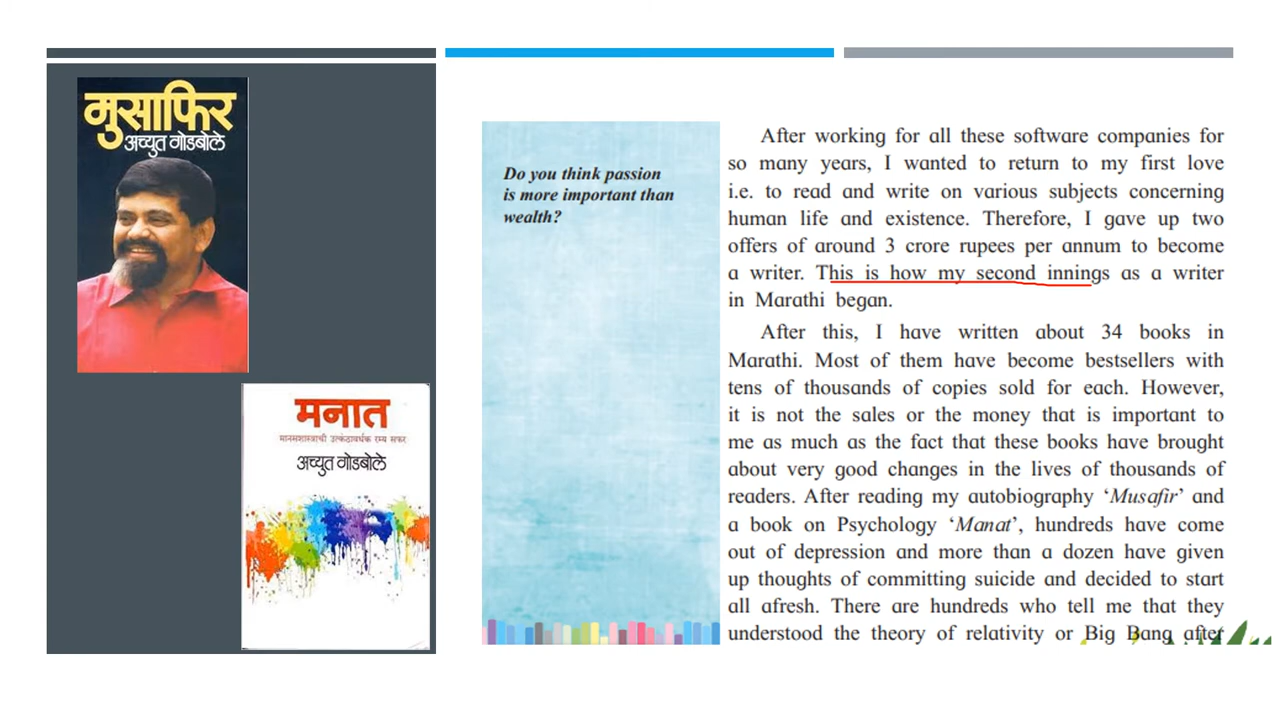 मुसाफिर
अच्युत गोडबोले
मनात
मानसशास्त्राची उत्कंठावर्धक रम्य सफर
अच्युत गोडबोले
Do you think passion
is more important than
wealth?
After working for all these software companies for
so many years, I wanted to return to my first love
i.e. to read and write on various subjects concerning
human life and existence. Therefore, I gave up two
offers of around 3 crore rupees per annum to become
a writer. This is how my second innings as a writer
in Marathi began.
After this, I have written about 34 books in
Marathi. Most of them have become bestsellers with
tens of thousands of copies sold for each. However,
it is not the sales or the money that is important to
me as much as the fact that these books have brought
about very good changes in the lives of thousands of
readers. After reading my autobiography ‘Musafir’ and
a book on Psychology ‘Manat’, hundreds have come
out of depression and more than a dozen have given
up thoughts of committing suicide and decided to start
all afresh. There are hundreds who tell me that they
understood the theory of relativity or Big Bang after